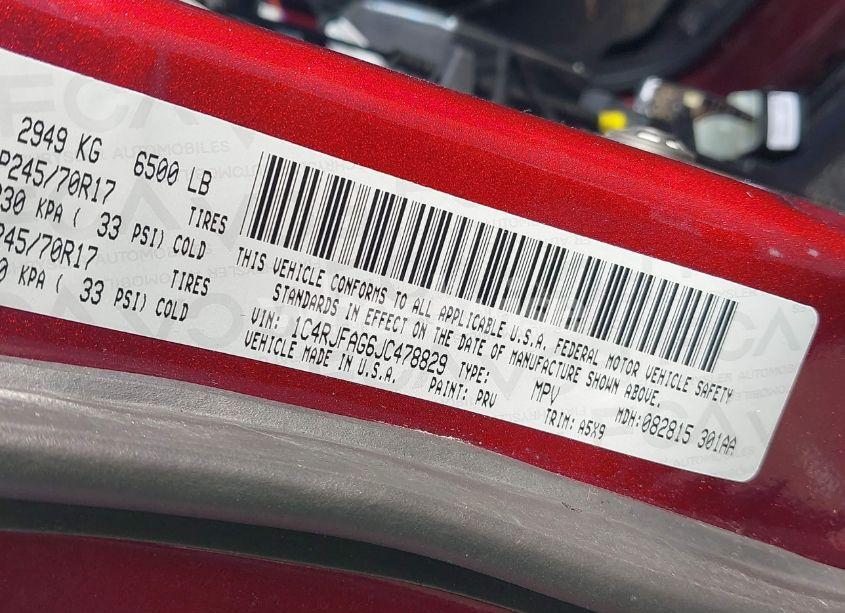 2949 KG 6500 LB
P245/70R17 TIRES
230 KPA ( 33 PSI) COLD
P245/70R17 TIRES
0 KPA ( 33 PSI) COLD
THIS VEHICLE CONFORMS TO ALL APPLICABLE U.S.A. FEDERAL MOTOR VEHICLE SAFETY
STANDARDS IN EFFECT ON THE DATE OF MANUFACTURE SHOWN ABOVE.
VIN: 1C4RJFAG6JC478829 TYPE: MPV
VEHICLE MADE IN U.S.A. PAINT: PRV TRIM: A5X9 MDH:082815 301AA